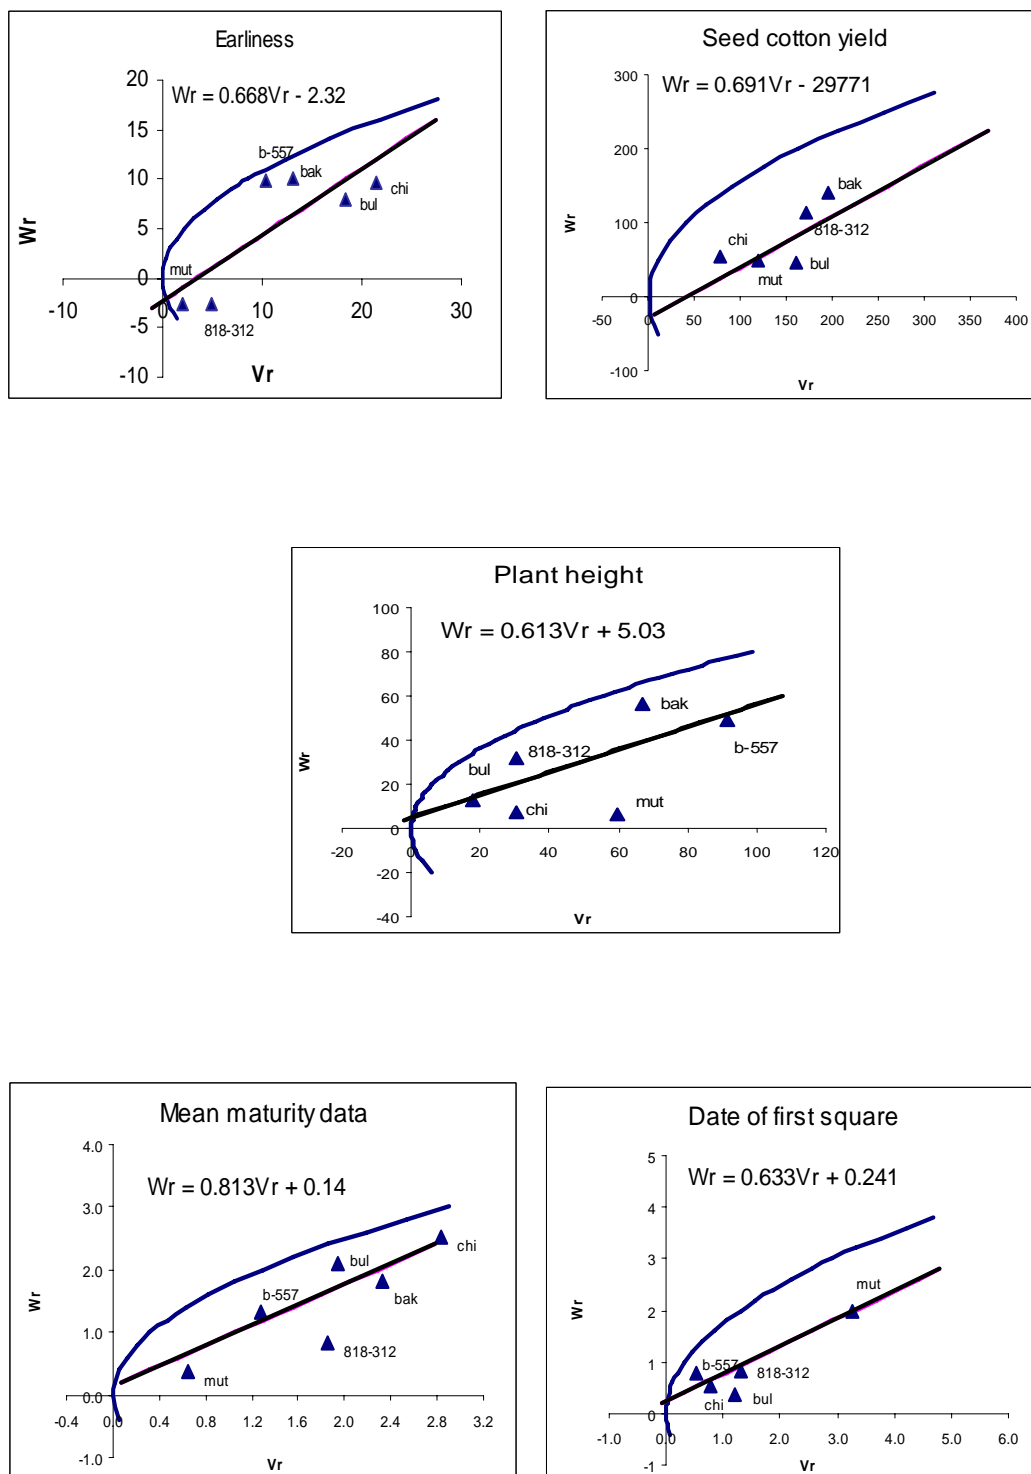 Earliness
Wr = 0.668Vr - 2.32
20
15
10
5
0
-5
-10
-10
0
10
20
30
b-557
bak
chi
bul
mut
818-312
Wr
Vr
Seed cotton yield
Wr = 0.691Vr - 29771
300
200
100
0
-100
-50
0
50
100
150
200
250
300
350
400
bak
818-312
chi
mut
bul
Wr
Vr
Plant height
Wr = 0.613Vr + 5.03
100
80
60
40
20
0
-20
-40
-20
0
20
40
60
80
100
120
bak
818-312
b-557
bul
chi
mut
Wr
Vr
Mean maturity data
Wr = 0.813Vr + 0.14
4.0
3.0
2.0
1.0
0.0
-1.0
-0.4
0.0
0.4
0.8
1.2
1.6
2.0
2.4
2.8
3.2
chi
bul
bak
b-557
818-312
mut
Wr
Vr
Date of first square
Wr = 0.633Vr + 0.241
5
4
3
2
1
0
-1
-1.0
0.0
1.0
2.0
3.0
4.0
5.0
6.0
mut
b-557
818-312
chi
bul
Wr
Vr